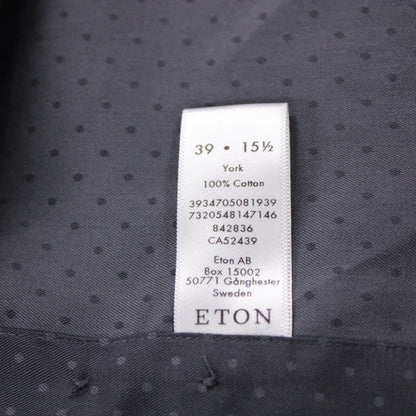 39 • 15½
York
100% Cotton
3934705081939
7320548147146
842836
CA52439
Eton AB
Box 15002
50771 Gånghester
Sweden
ETON